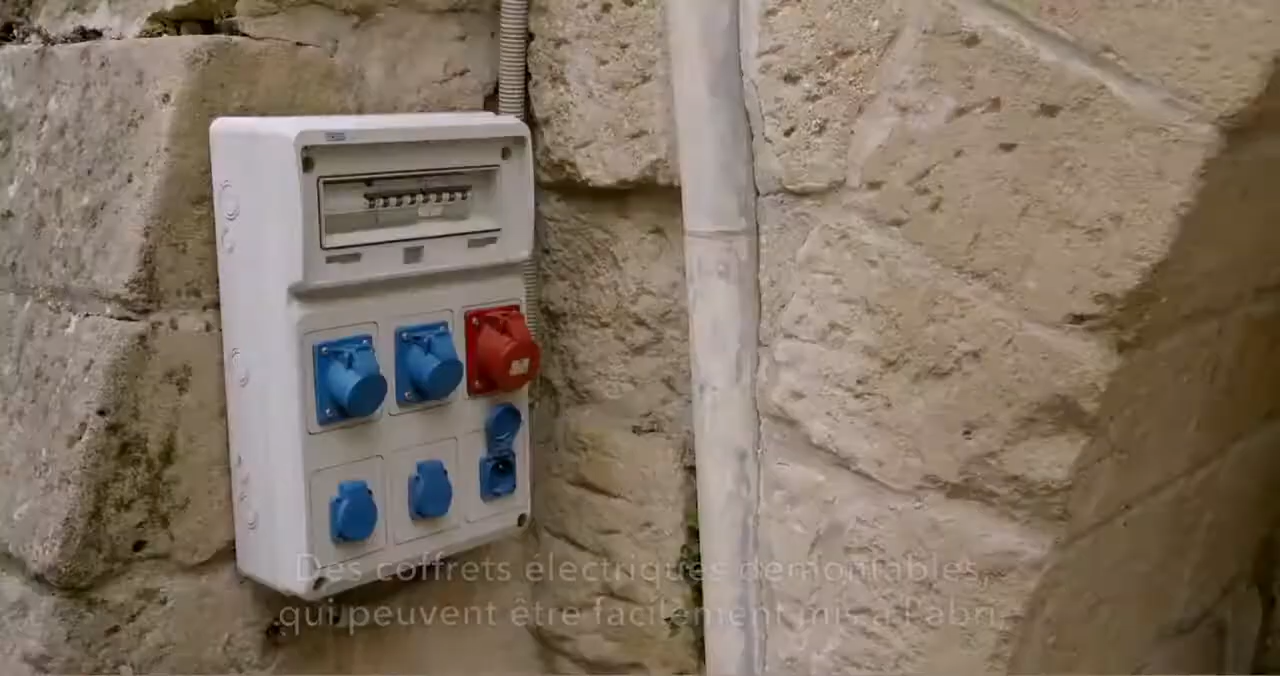 Des coffrets électriques démontables,
qui peuvent être facilement mis à l'abri.